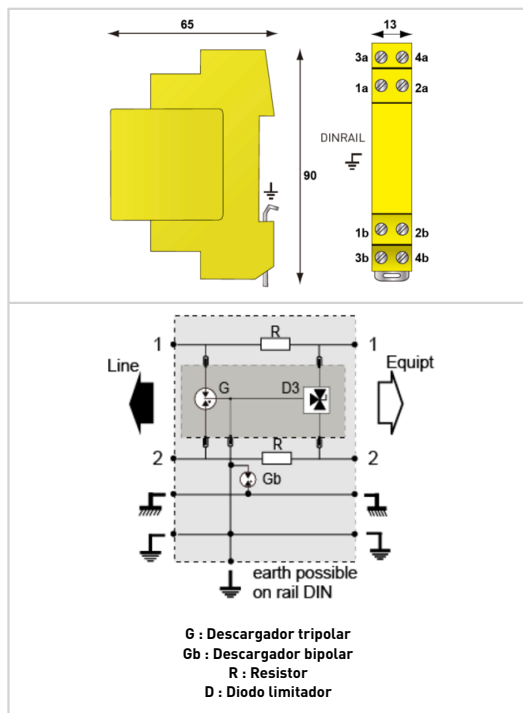 65
13
3a 4a
1a 2a
DINRAIL
90
1b 2b
3b 4b
R
1 1
Line Equipt
G D3
R
2 2
Gb
earth possible
on rail DIN
G : Descargador tripolar
Gb : Descargador bipolar
R : Resistor
D : Diodo limitador